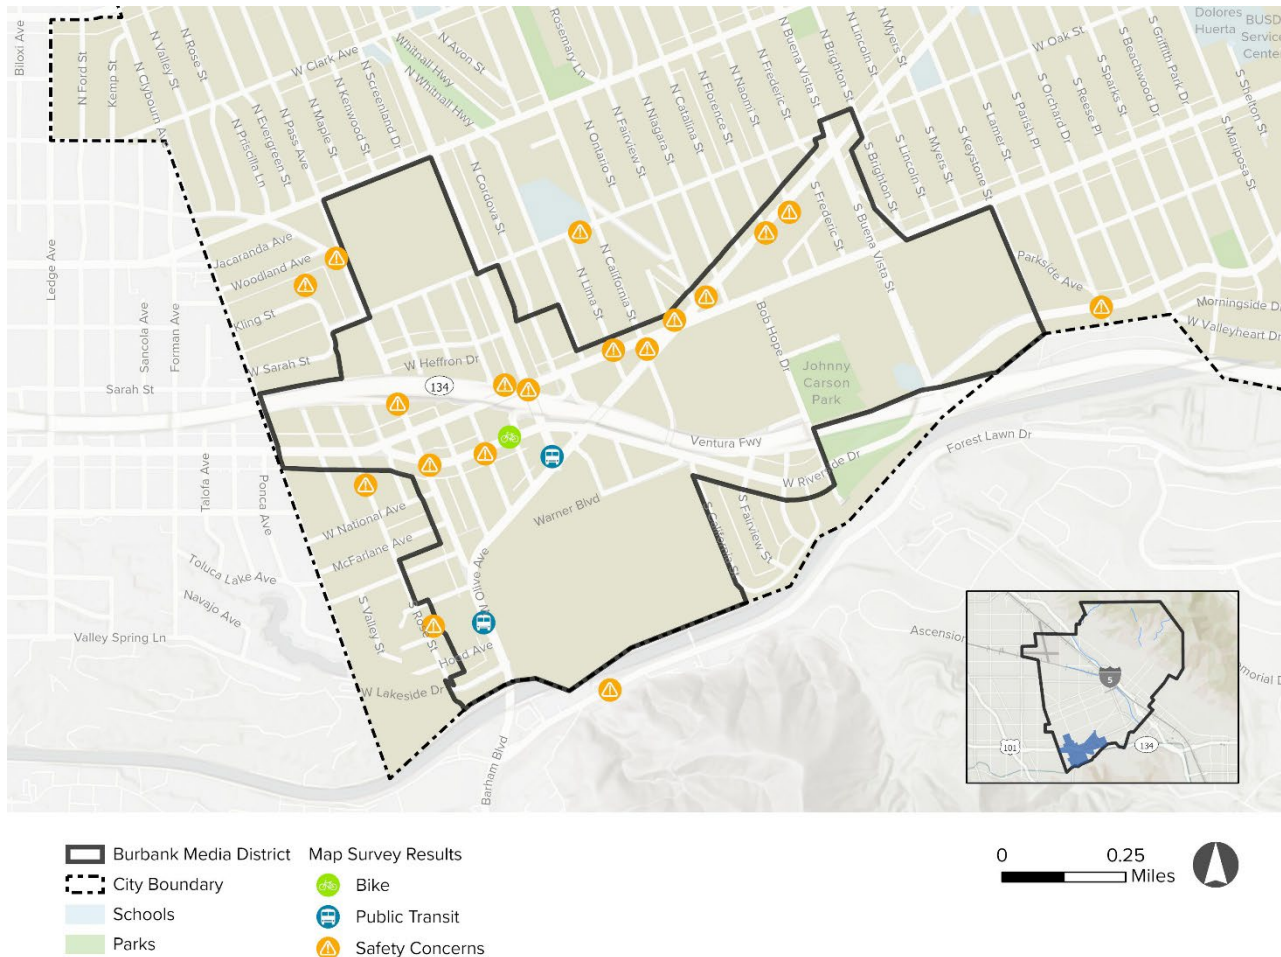 Biloxi Ave
N Ford St
Kemp St
N Clybourn Ave
N Valley St
N Rose St
W Clark Ave
Whitnall Hwy
N Whitnall Hwy
N Avon St
Rosemary Ln
N Screenland Dr
N Kenwood St
N Maple St
N Pass Ave
N Evergreen St
N Priscilla Ln
N Cordova St
N Ontario St
N Fairview St
N Niagara St
N Catalina St
N Florence St
N Naomi St
N Frederic St
N Buena Vista St
N Brighton St
N Lincoln St
N Myers St
W Oak St
Dolores
Huerta
BUSD
Service
Center
S Griffith Park Dr
S Beachwood Dr
S Sparks St
S Reese Pl
S Orchard Dr
S Parish Pl
S Lamer St
S Keystone St
S Myers St
S Lincoln St
S Brighton St
S Shelton St
S Mariposa St
Jacaranda Ave
Woodland Ave
Kling St
W Sarah St
Sarah St
Ledge Ave
Sancola Ave
Forman Ave
N Lima St
N California St
S Frederic St
S Buena Vista St
Parkside Ave
Morningside Dr
W Valleyheart Dr
W Heffron Dr
134
Bob Hope Dr
Johnny
Carson
Park
Ventura Fwy
W Riverside Dr
Forest Lawn Dr
Talofa Ave
Ponca Ave
W National Ave
McFarlane Ave
Warner Blvd
S California St
S Fairview St
Toluca Lake Ave
Navajo Ave
Valley Spring Ln
S Valley St
S Rose St
W Olive Ave
Hood Ave
W Lakeside Dr
Barham Blvd
Ascension
5
101
134
Burbank Media District
City Boundary
Schools
Parks
Map Survey Results
Bike
Public Transit
Safety Concerns
0 0.25
Miles